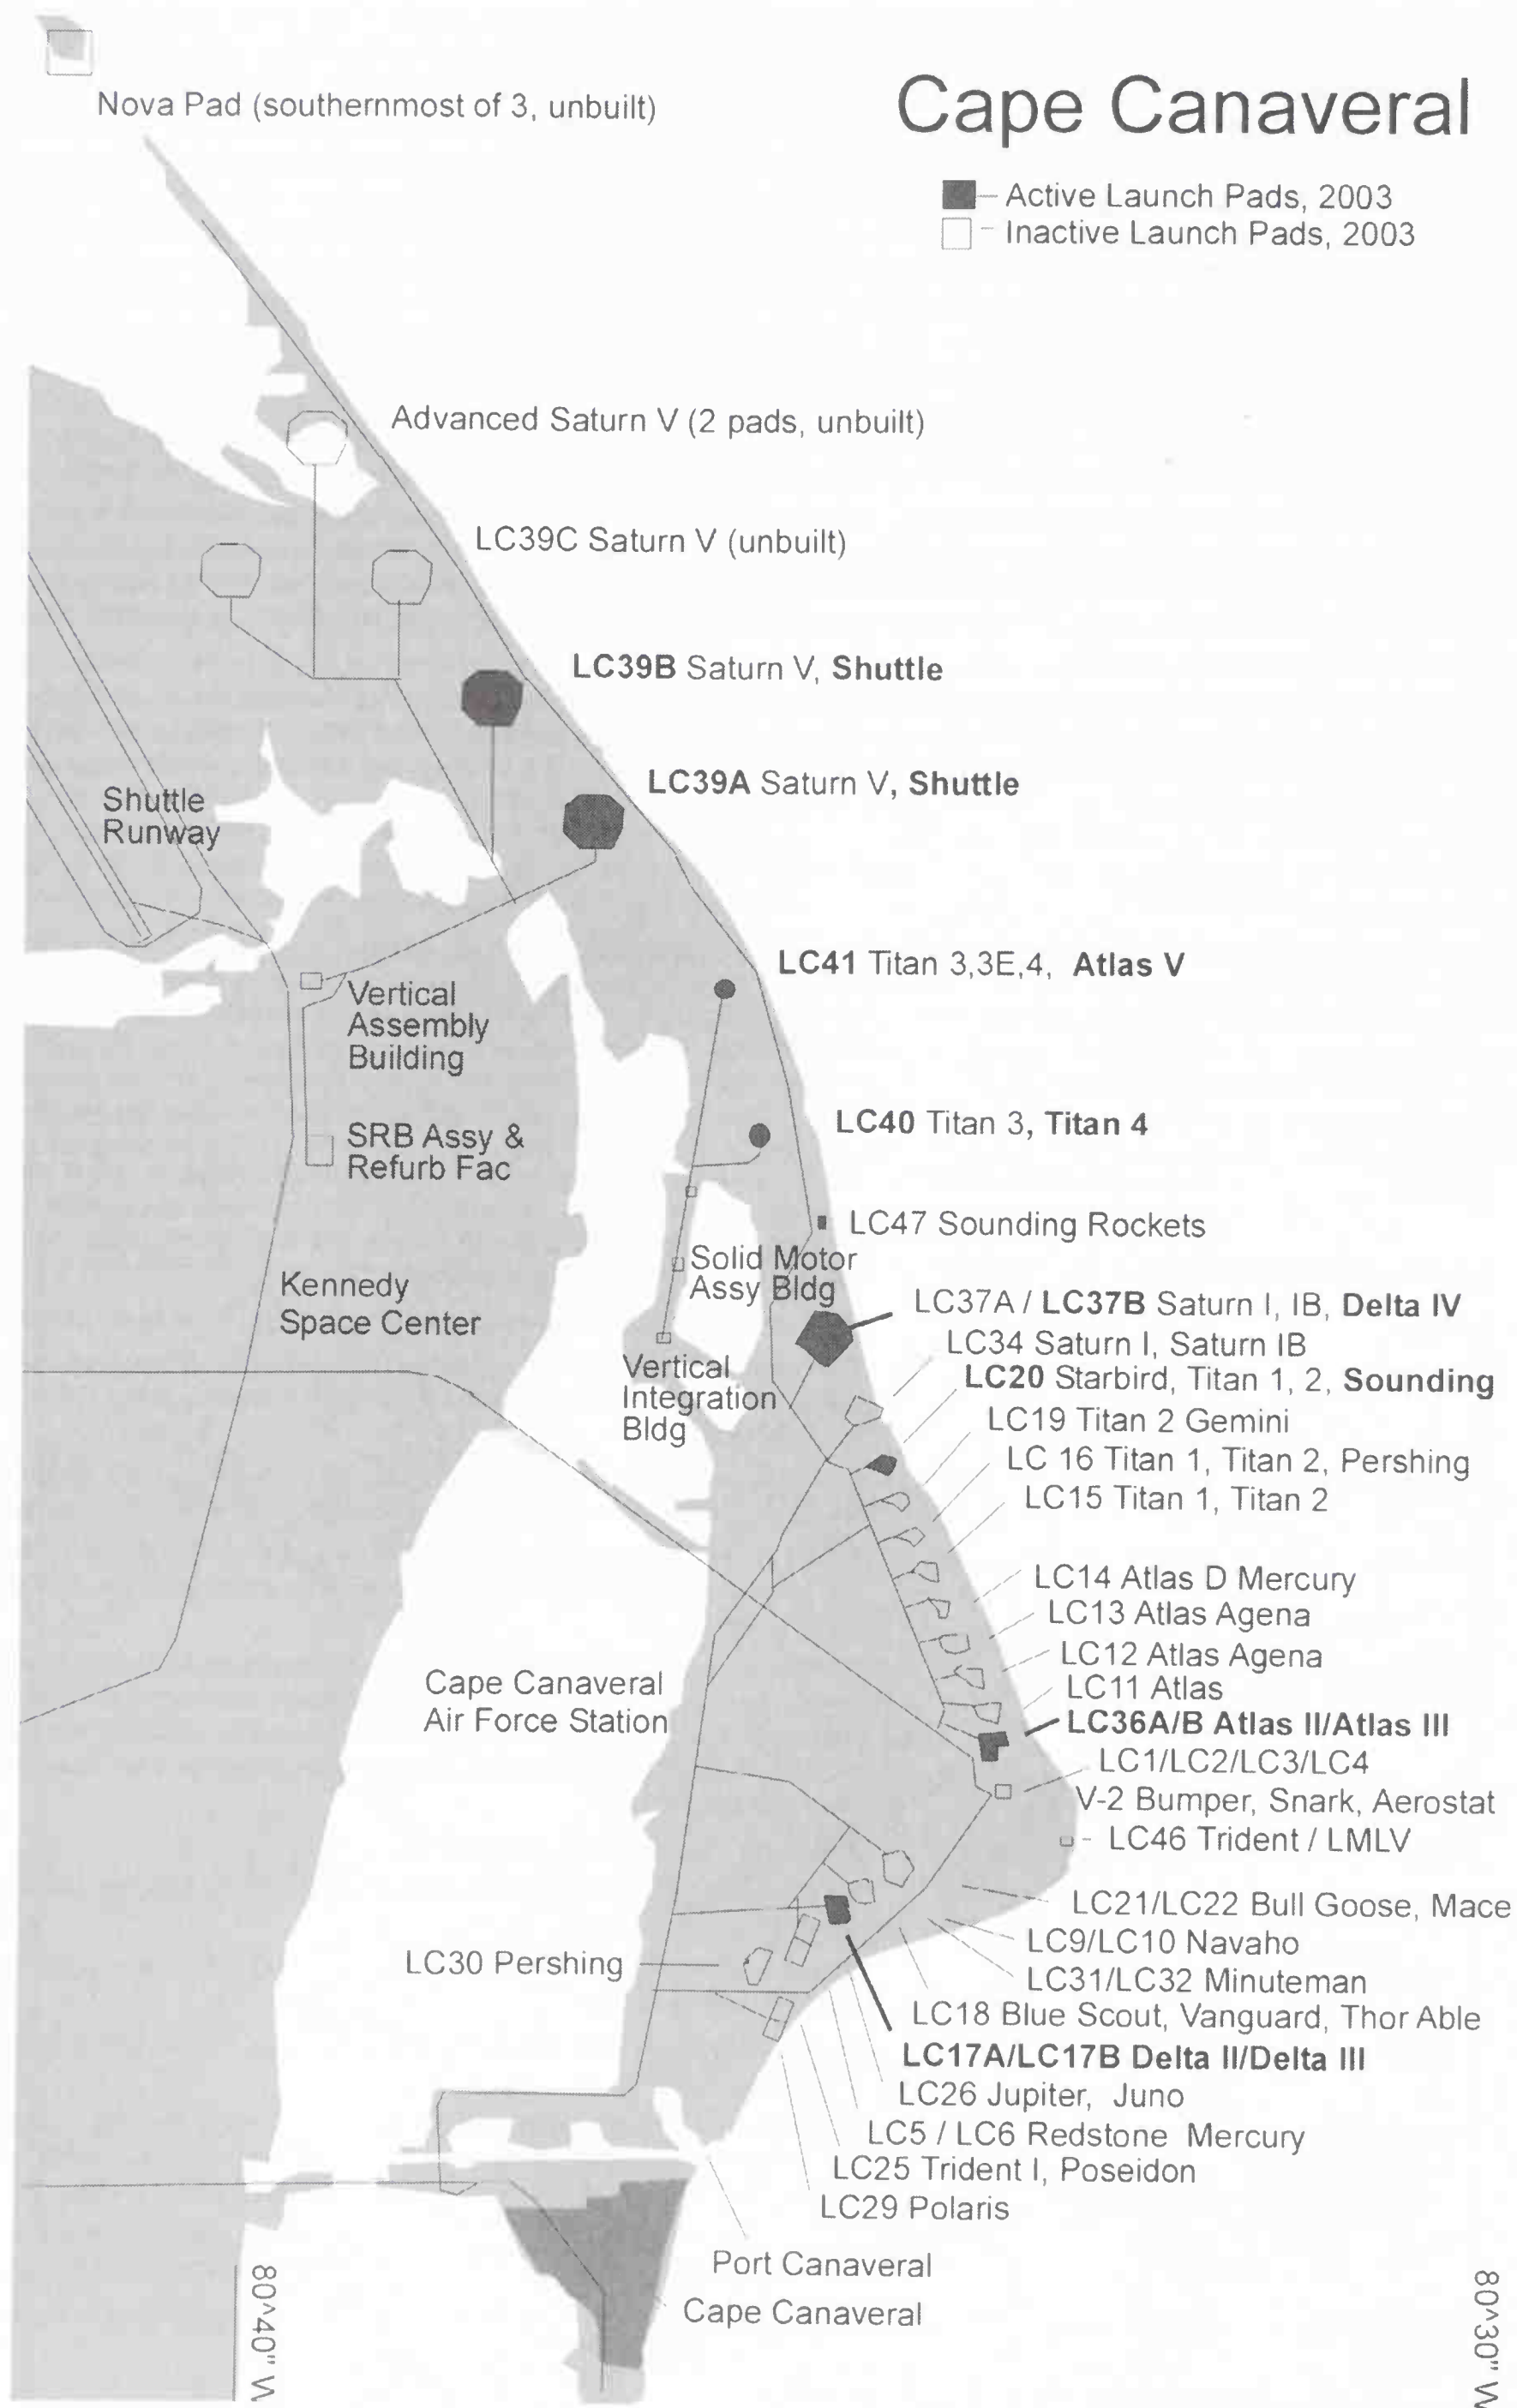 Cape Canaveral
Nova Pad (southernmost of 3, unbuilt)
Active Launch Pads, 2003
Inactive Launch Pads, 2003
Advanced Saturn V (2 pads, unbuilt)
LC39C Saturn V (unbuilt)
LC39B Saturn V, Shuttle
LC39A Saturn V, Shuttle
Shuttle
Runway
LC41 Titan 3,3E,4, Atlas V
Vertical
Assembly
Building
LC40 Titan 3, Titan 4
SRB Assy &
Refurb Fac
LC47 Sounding Rockets
Solid Motor
Assy Bldg
Kennedy
Space Center
LC37A / LC37B Saturn I, IB, Delta IV
LC34 Saturn I, Saturn IB
Vertical
Integration
Bldg
LC20 Starbird, Titan 1, 2, Sounding
LC19 Titan 2 Gemini
LC 16 Titan 1, Titan 2, Pershing
LC15 Titan 1, Titan 2
LC14 Atlas D Mercury
LC13 Atlas Agena
LC12 Atlas Agena
LC11 Atlas
Cape Canaveral
Air Force Station
LC36A/B Atlas II/Atlas III
LC1/LC2/LC3/LC4
V-2 Bumper, Snark, Aerostat
LC46 Trident / LMLV
LC21/LC22 Bull Goose, Mace
LC9/LC10 Navaho
LC30 Pershing
LC31/LC32 Minuteman
LC18 Blue Scout, Vanguard, Thor Able
LC17A/LC17B Delta II/Delta III
LC26 Jupiter, Juno
LC5 / LC6 Redstone Mercury
LC25 Trident I, Poseidon
LC29 Polaris
Port Canaveral
Cape Canaveral
80^40" W
80^30" W